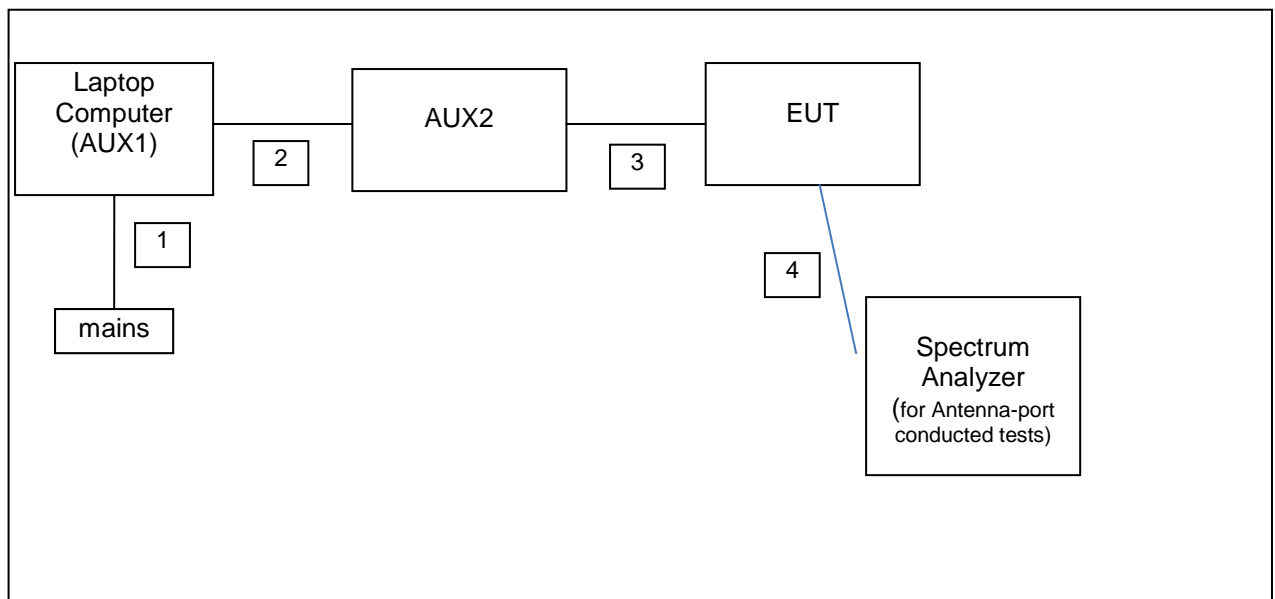 Laptop
Computer
(AUX1)
AUX2
EUT
2
3
1
4
mains
Spectrum
Analyzer
(for Antenna-port
conducted tests)